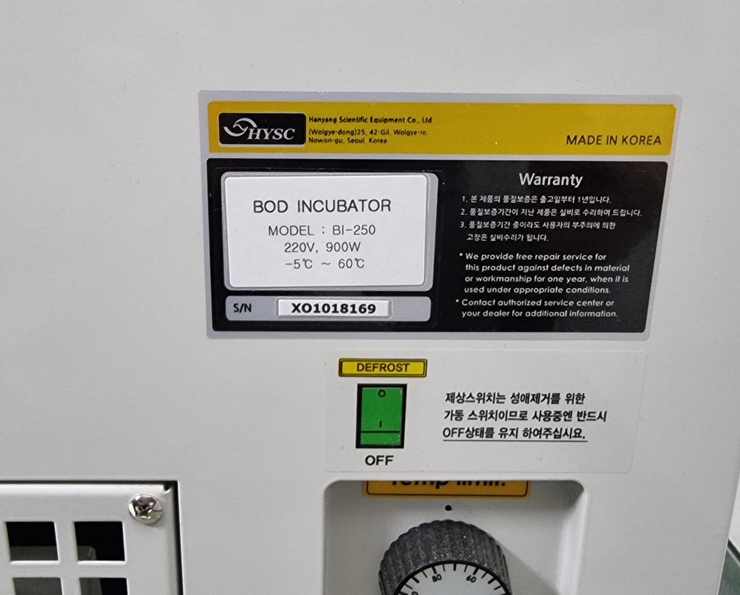 HYSC
Hanyang Scientific Equipment Co., Ltd
(Wolgye-dong)25, 42-Gil, Wolgye-ro,
Nowon-gu, Seoul, Korea
MADE IN KOREA
BOD INCUBATOR
MODEL : BI-250
220V, 900W
-5℃ ~ 60℃
S/N XO1018169
Warranty
1. 본 제품의 품질보증은 출고일부터 1년입니다.
2. 품질보증기간이 지난 제품은 실비로 수리하여 드립니다.
3. 품질보증기간 중이라도 사용자의 부주의에 의한
고장은 실비수리가 됩니다.
* We provide free repair service for
this product against defects in material
or workmanship for one year, when it is
used under appropriate conditions.
* Contact authorized service center or
your dealer for additional information.
DEFROST
O
I
OFF
제상스위치는 성애제거를 위한
가동 스위치이므로 사용중엔 반드시
OFF상태를 유지 하여주십시요.
Temp limit.
80 60